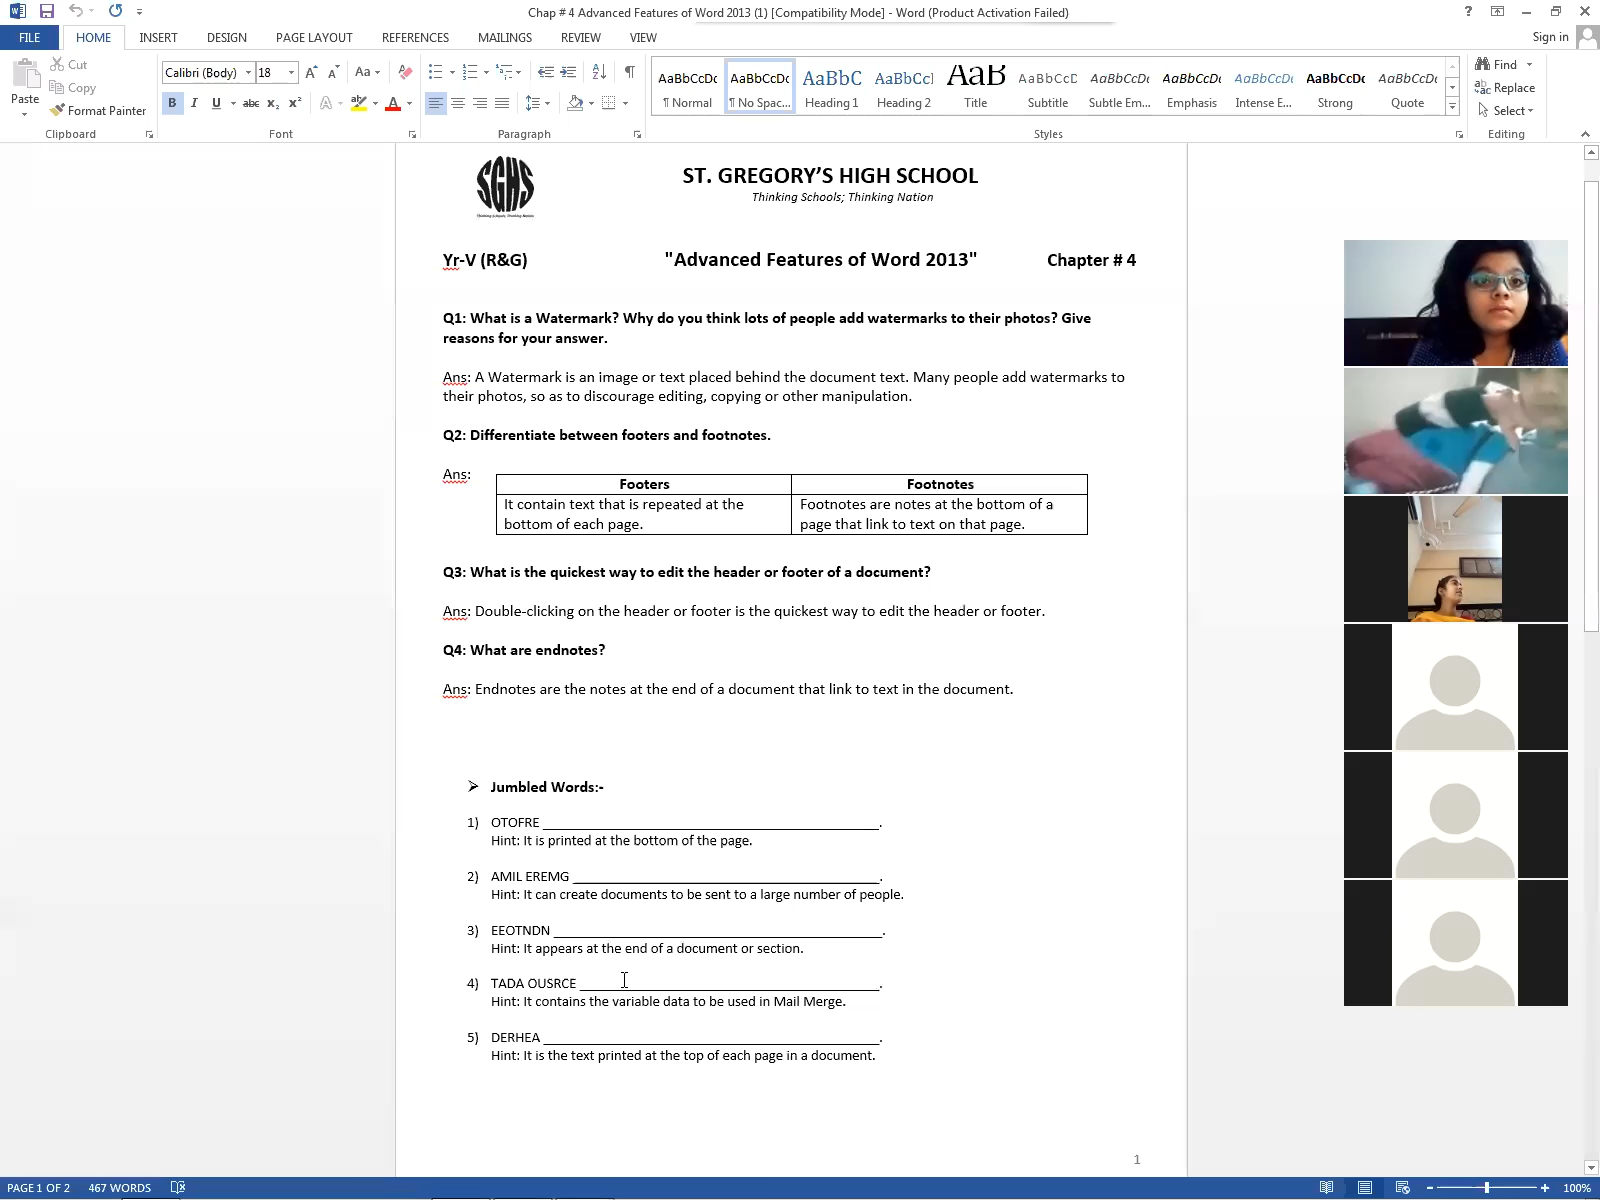 Chap # 4 Advanced Features of Word 2013 (1) [Compatibility Mode] - Word (Product Activation Failed)
FILE HOME INSERT DESIGN PAGE LAYOUT REFERENCES MAILINGS REVIEW VIEW Sign in
Paste
Cut
Copy
Format Painter
Clipboard
Calibri (Body) 18
Font
Paragraph
AaBbCcDc AaBbCcDc AaBbC AaBbCcl AaB AaBbCcD AaBbCcDc AaBbCcDc AaBbCcDc AaBbCcDc AaBbCcDc
¶ Normal ¶ No Spac... Heading 1 Heading 2 Title Subtitle Subtle Em... Emphasis Intense E... Strong Quote
Styles
Find
Replace
Select
Editing
SGHS
Thinking Schools; Thinking Nation
ST. GREGORY'S HIGH SCHOOL
Thinking Schools; Thinking Nation
Yr-V (R&G) "Advanced Features of Word 2013" Chapter # 4
Q1: What is a Watermark? Why do you think lots of people add watermarks to their photos? Give
reasons for your answer.
Ans: A Watermark is an image or text placed behind the document text. Many people add watermarks to
their photos, so as to discourage editing, copying or other manipulation.
Q2: Differentiate between footers and footnotes.
Ans:
Footers Footnotes
It contain text that is repeated at the Footnotes are notes at the bottom of a
bottom of each page. page that link to text on that page.
Q3: What is the quickest way to edit the header or footer of a document?
Ans: Double-clicking on the header or footer is the quickest way to edit the header or footer.
Q4: What are endnotes?
Ans: Endnotes are the notes at the end of a document that link to text in the document.
Jumbled Words:-
1) OTOFRE ________________.
Hint: It is printed at the bottom of the page.
2) AMIL EREMG ________________.
Hint: It can create documents to be sent to a large number of people.
3) EEOTNDN ________________.
Hint: It appears at the end of a document or section.
4) TADA OUSRCE ________________.
Hint: It contains the variable data to be used in Mail Merge.
5) DERHEA ________________.
Hint: It is the text printed at the top of each page in a document.
1
PAGE 1 OF 2 467 WORDS 100%